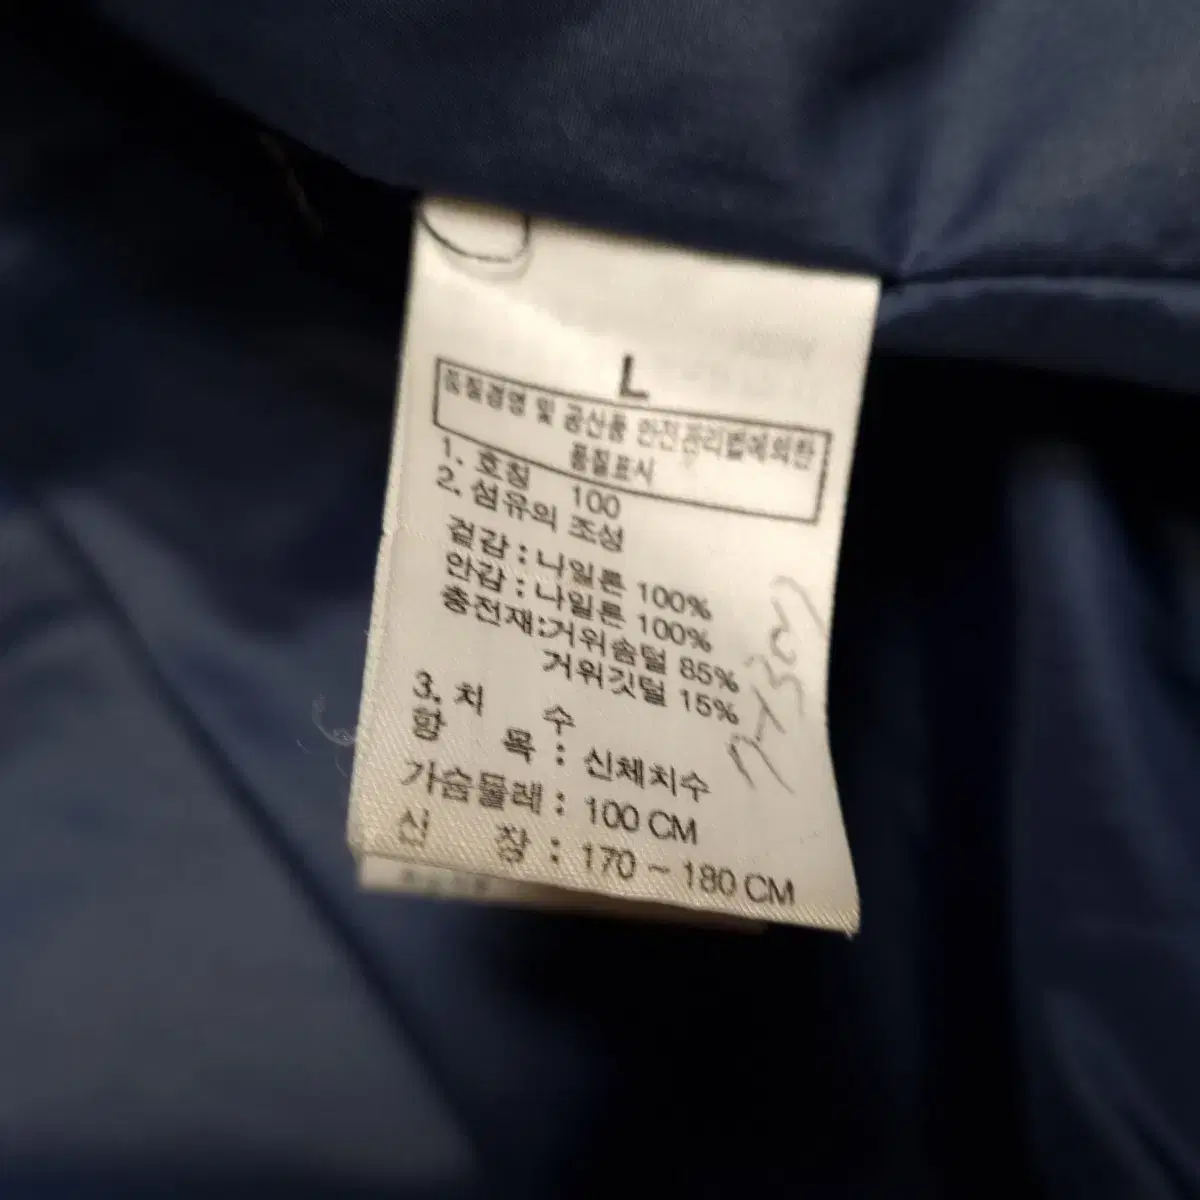 L
품질경영 및 공산품 안전관리법에의한
품질표시
1. 호칭 100
2. 섬유의 조성
겉감 : 나일론 100%
안감 : 나일론 100%
충전재:거위솜털 85%
거위깃털 15%
3. 치 수
항 목 : 신체치수
가슴둘레 : 100 CM
신 장 : 170 ~ 180 CM